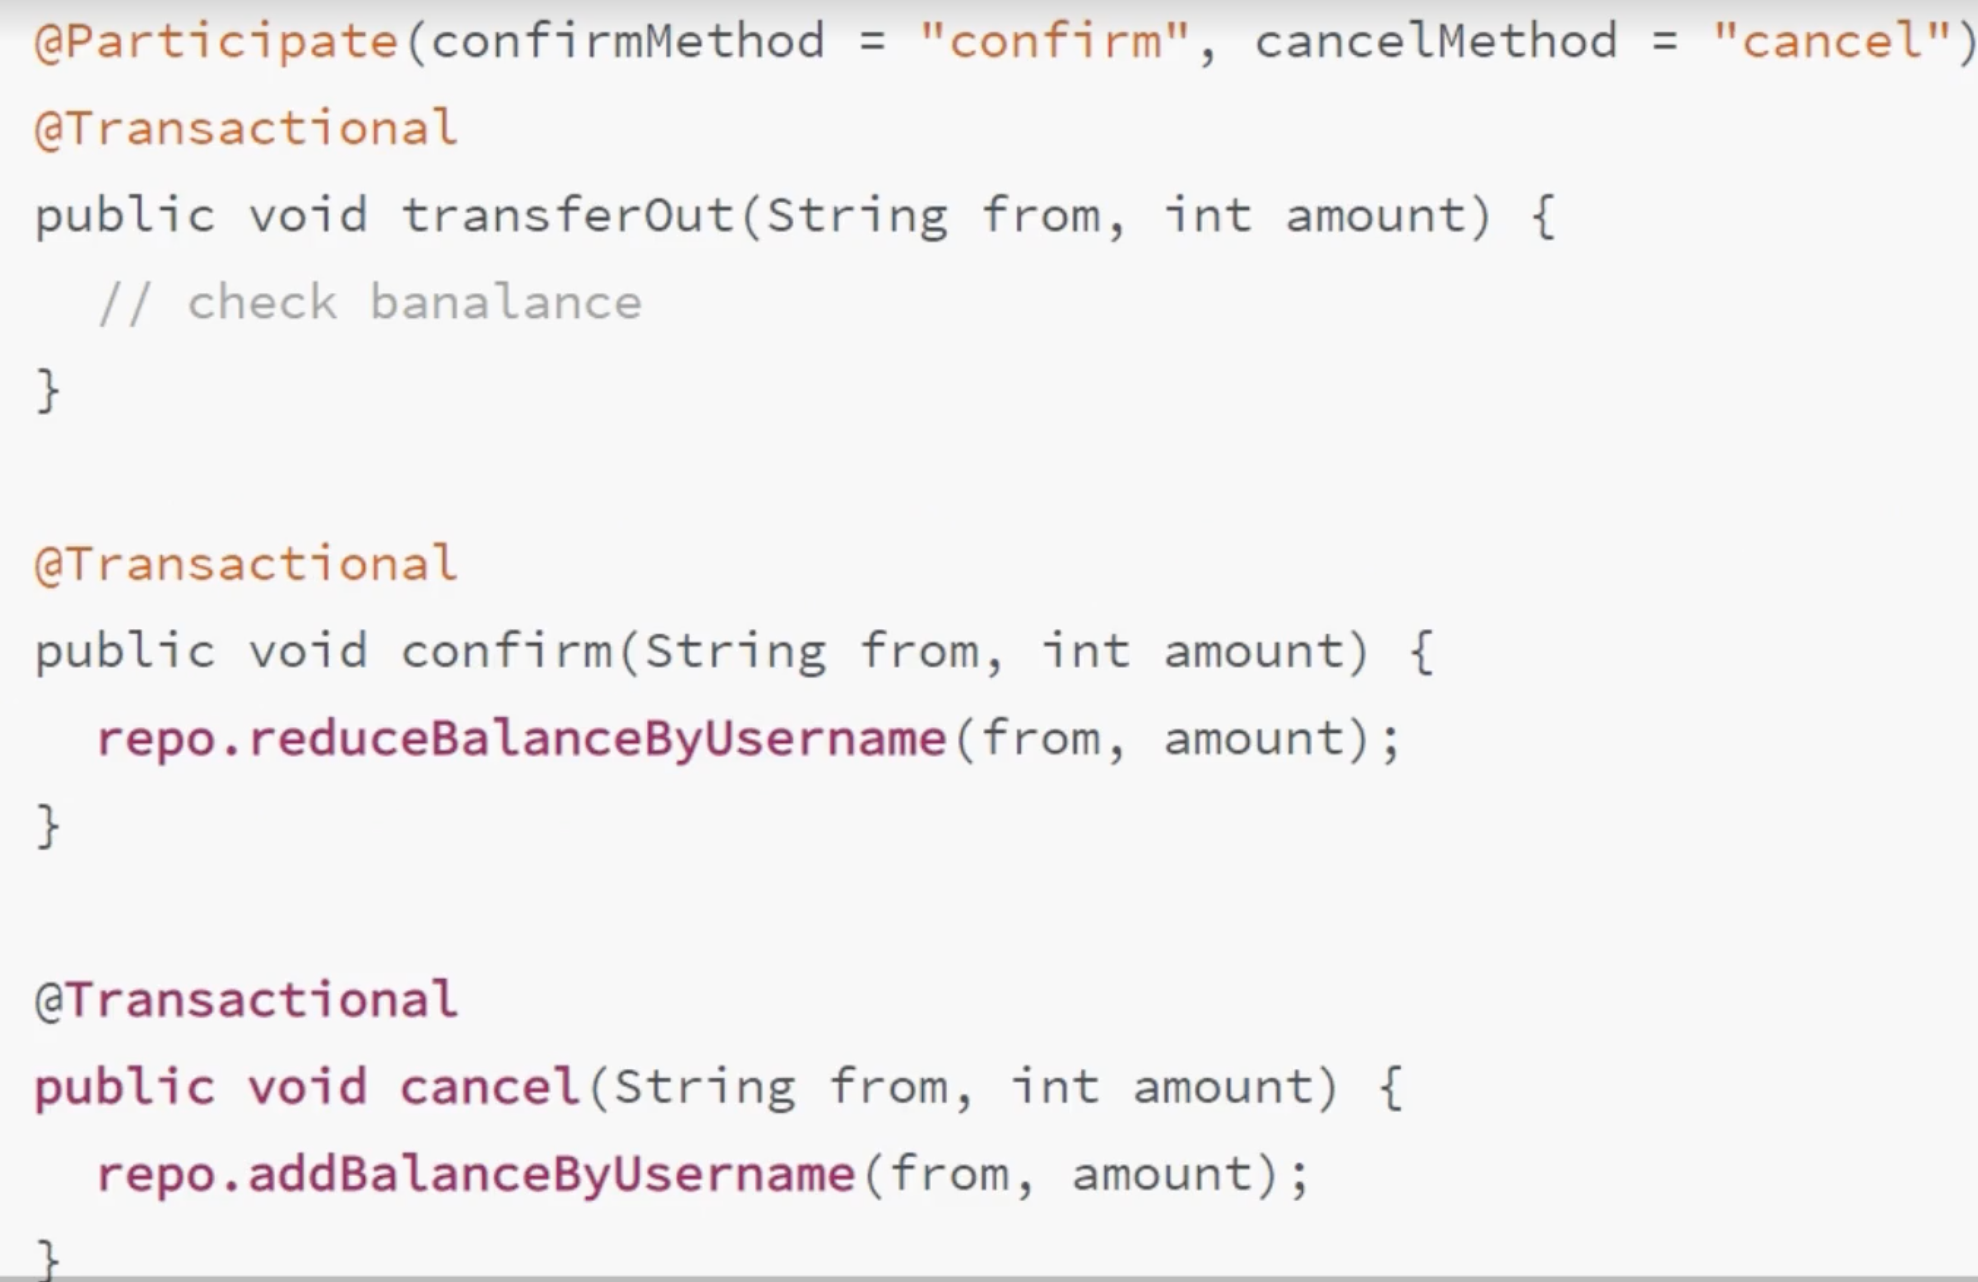 @Participate(confirmMethod = "confirm", cancelMethod = "cancel")
@Transactional
public void transferOut(String from, int amount) {
  // check banalance
}

@Transactional
public void confirm(String from, int amount) {
  repo.reduceBalanceByUsername(from, amount);
}

@Transactional
public void cancel(String from, int amount) {
  repo.addBalanceByUsername(from, amount);
}